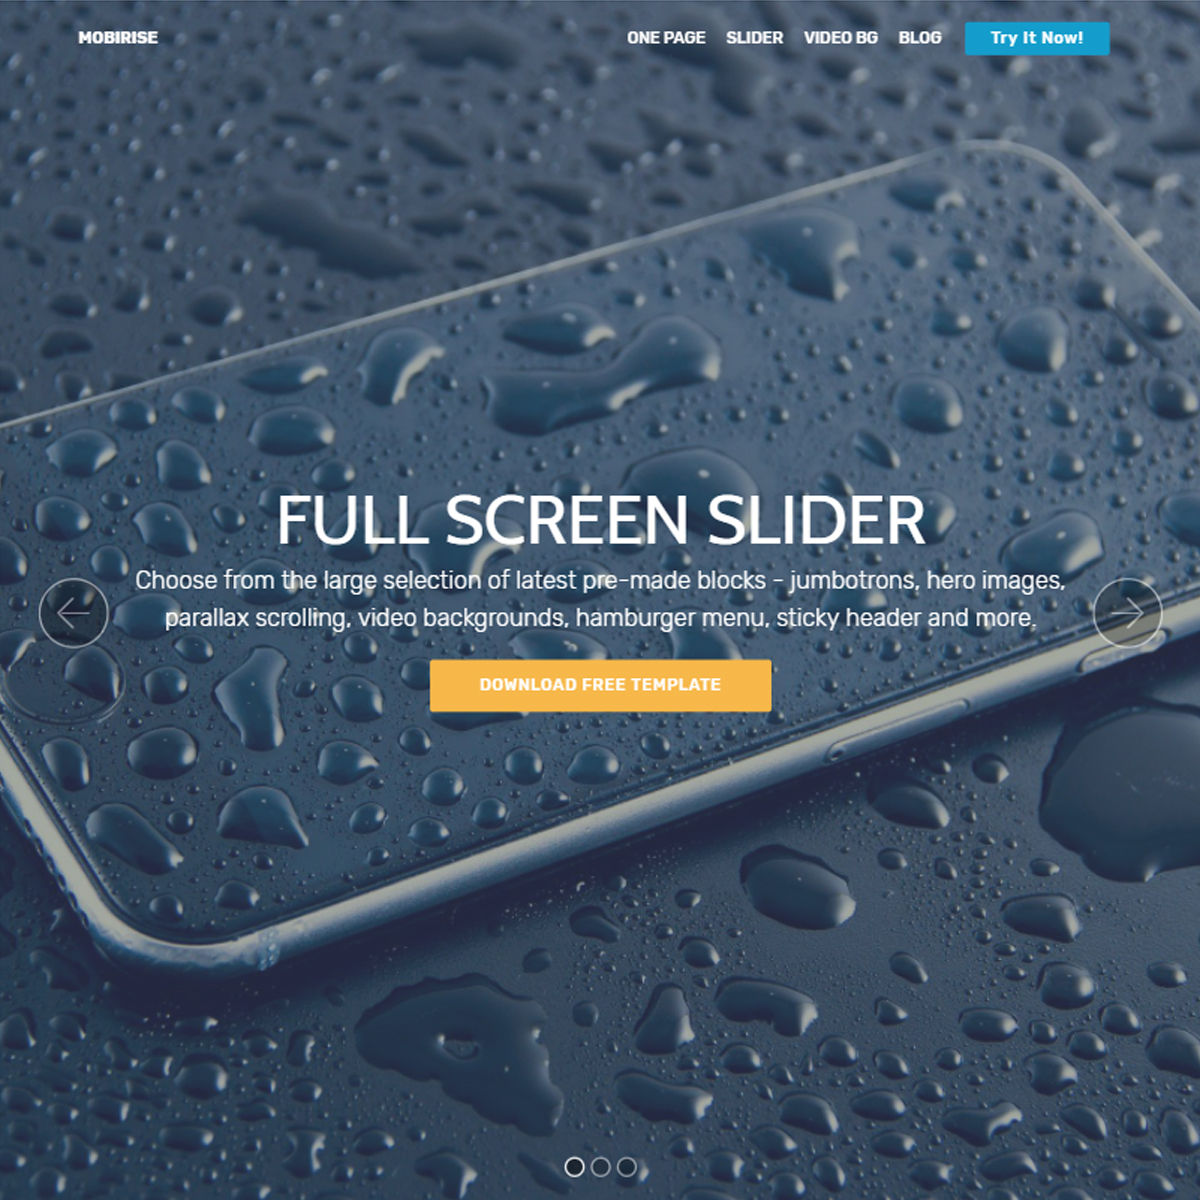 MOBIRISE
ONE PAGE SLIDER VIDEO BG BLOG Try It Now!
FULL SCREEN SLIDER
Choose from the large selection of latest pre-made blocks - jumbotrons, hero images,
parallax scrolling, video backgrounds, hamburger menu, sticky header and more.
DOWNLOAD FREE TEMPLATE